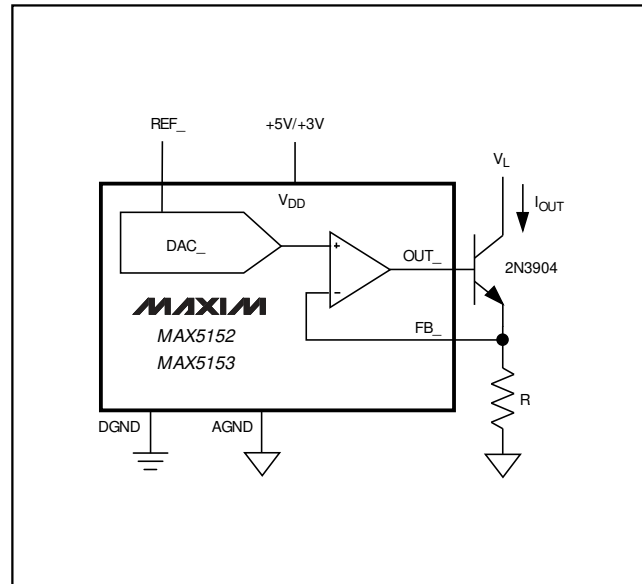 REF_
+5V/+3V
VL
VDD
IOUT
DAC_
+
OUT_
2N3904
-
MAXIM
MAX5152
FB_
MAX5153
R
DGND
AGND